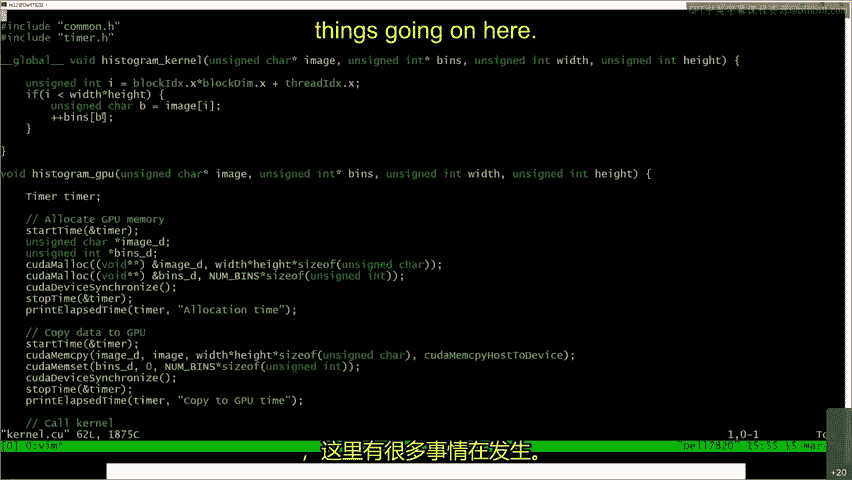 things going on here.
#include "common.h"
#include "timer.h"
__global__ void histogram_kernel(unsigned char* image, unsigned int* bins, unsigned int width, unsigned int height) {
unsigned int i = blockIdx.x*blockDim.x + threadIdx.x;
if(i < width*height) {
unsigned char b = image[i];
++bins[b];
}
}
void histogram_gpu(unsigned char* image, unsigned int* bins, unsigned int width, unsigned int height) {
Timer timer;
// Allocate GPU memory
startTime(&timer);
unsigned char *image_d;
unsigned int *bins_d;
cudaMalloc((void**) &image_d, width*height*sizeof(unsigned char));
cudaMalloc((void**) &bins_d, NUM_BINS*sizeof(unsigned int));
cudaDeviceSynchronize();
stopTime(&timer);
printElapsedTime(timer, "Allocation time");
// Copy data to GPU
startTime(&timer);
cudaMemcpy(image_d, image, width*height*sizeof(unsigned char), cudaMemcpyHostToDevice);
cudaMemset(bins_d, 0, NUM_BINS*sizeof(unsigned int));
cudaDeviceSynchronize();
stopTime(&timer);
printElapsedTime(timer, "Copy to GPU time");
// Call kernel
"kernel.cu" 62L, 1875C 1,0-1
[0] 0:vim*
,这里有很多事情在发生。
+20